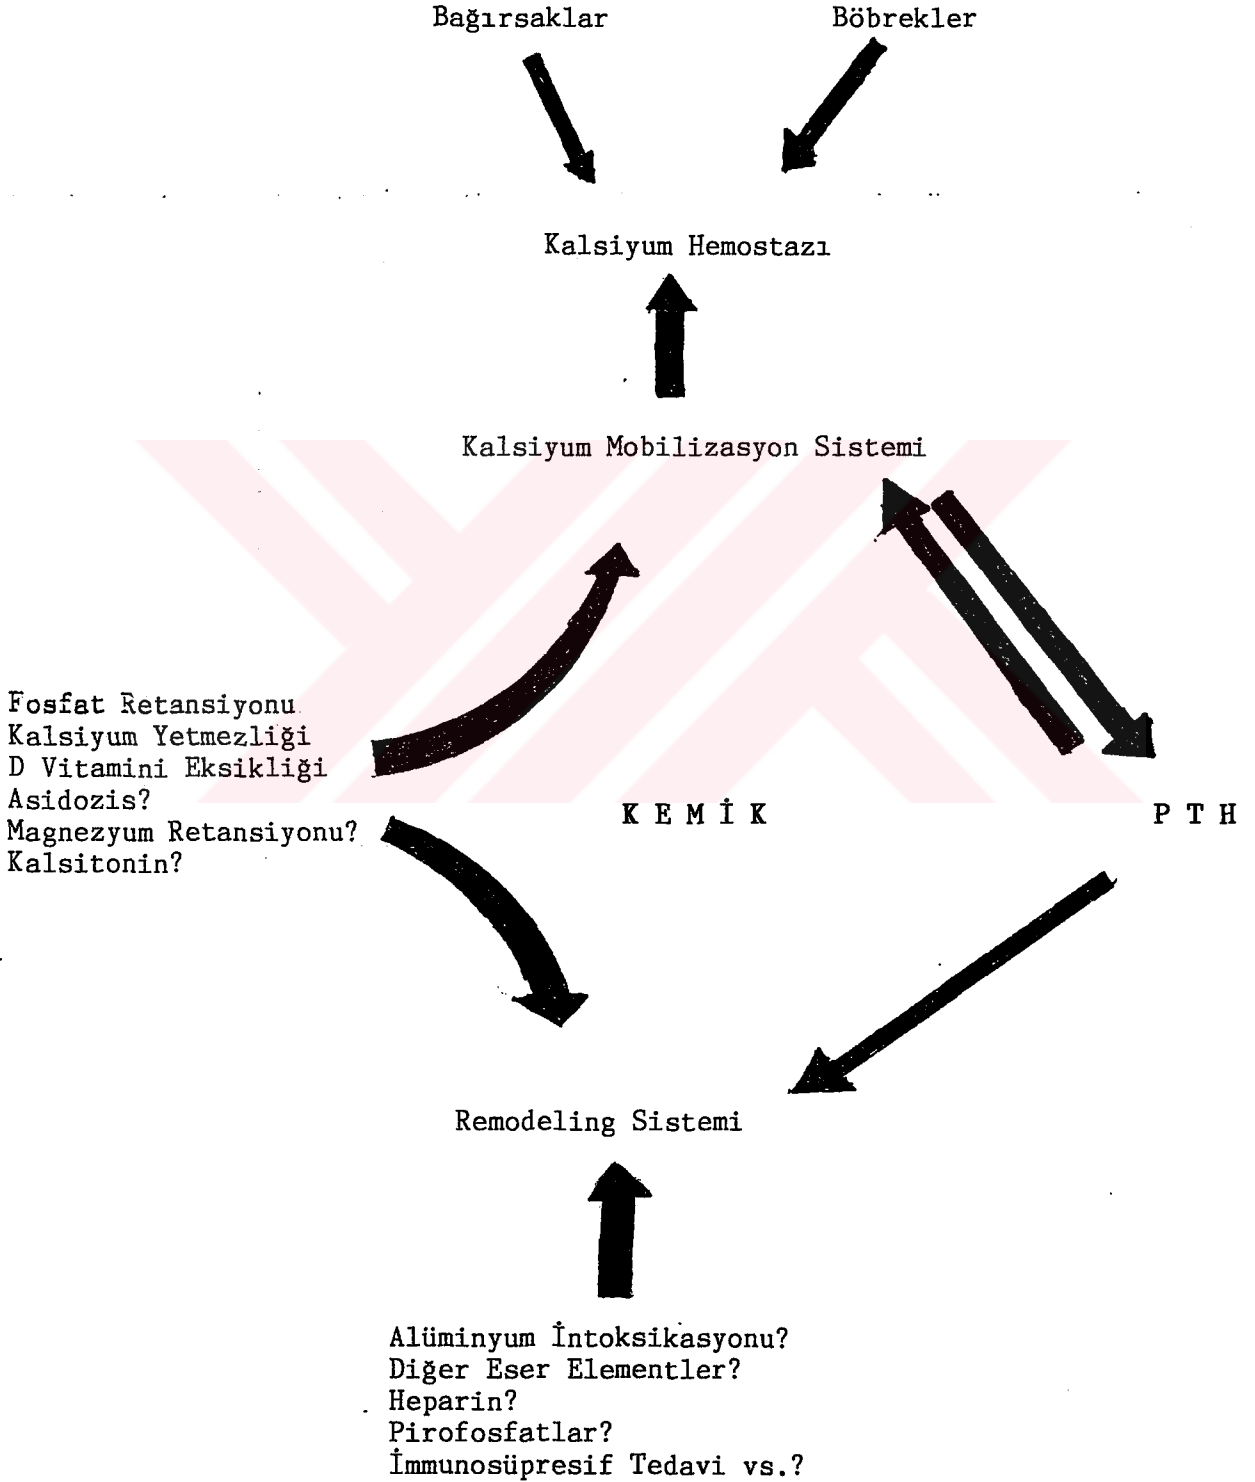 Bağırsaklar Böbrekler
Kalsiyum Hemostazı
Kalsiyum Mobilizasyon Sistemi
Fosfat Retansiyonu
Kalsiyum Yetmezliği
D Vitamini Eksikliği
Asidozis?
Magnezyum Retansiyonu?
Kalsitonin?
K E M İ K
P T H
Remodeling Sistemi
Alüminyum İntoksikasyonu?
Diğer Eser Elementler?
Heparin?
Pirofosfatlar?
İmmunosüpresif Tedavi vs.?